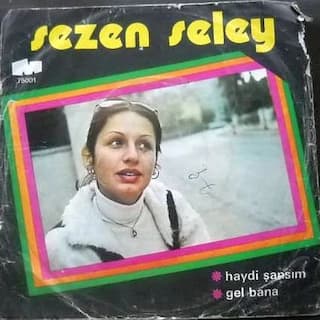 sezen seley
75001
haydi şansım
gel bana